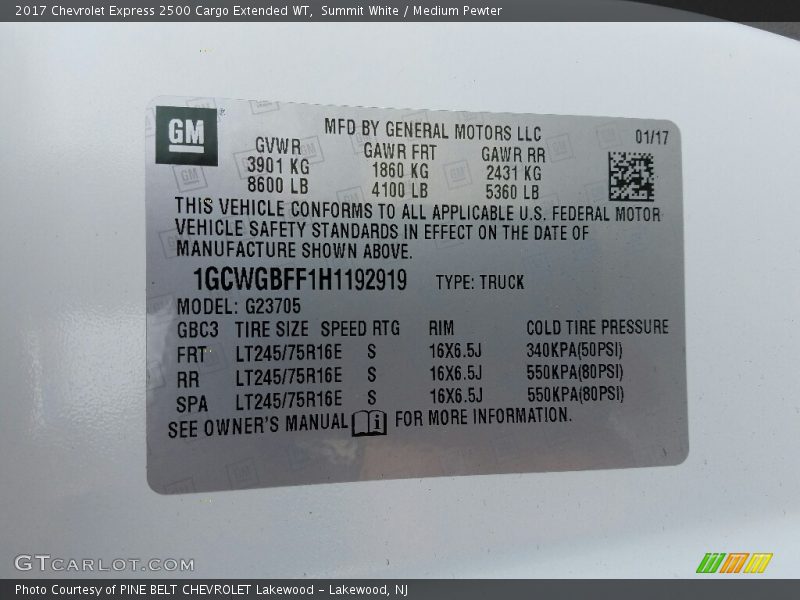 2017 Chevrolet Express 2500 Cargo Extended WT, Summit White / Medium Pewter
GM
MFD BY GENERAL MOTORS LLC
01/17
GVWR GAWR FRT GAWR RR
3901 KG 1860 KG 2431 KG
8600 LB 4100 LB 5360 LB
THIS VEHICLE CONFORMS TO ALL APPLICABLE U.S. FEDERAL MOTOR
VEHICLE SAFETY STANDARDS IN EFFECT ON THE DATE OF
MANUFACTURE SHOWN ABOVE.
1GCWGBFF1H1192919 TYPE: TRUCK
MODEL: G23705
GBC3 TIRE SIZE SPEED RTG RIM COLD TIRE PRESSURE
FRT LT245/75R16E S 16X6.5J 340KPA(50PSI)
RR LT245/75R16E S 16X6.5J 550KPA(80PSI)
SPA LT245/75R16E S 16X6.5J 550KPA(80PSI)
SEE OWNER'S MANUAL i FOR MORE INFORMATION.
GTCARLOT.COM
Photo Courtesy of PINE BELT CHEVROLET Lakewood - Lakewood, NJ